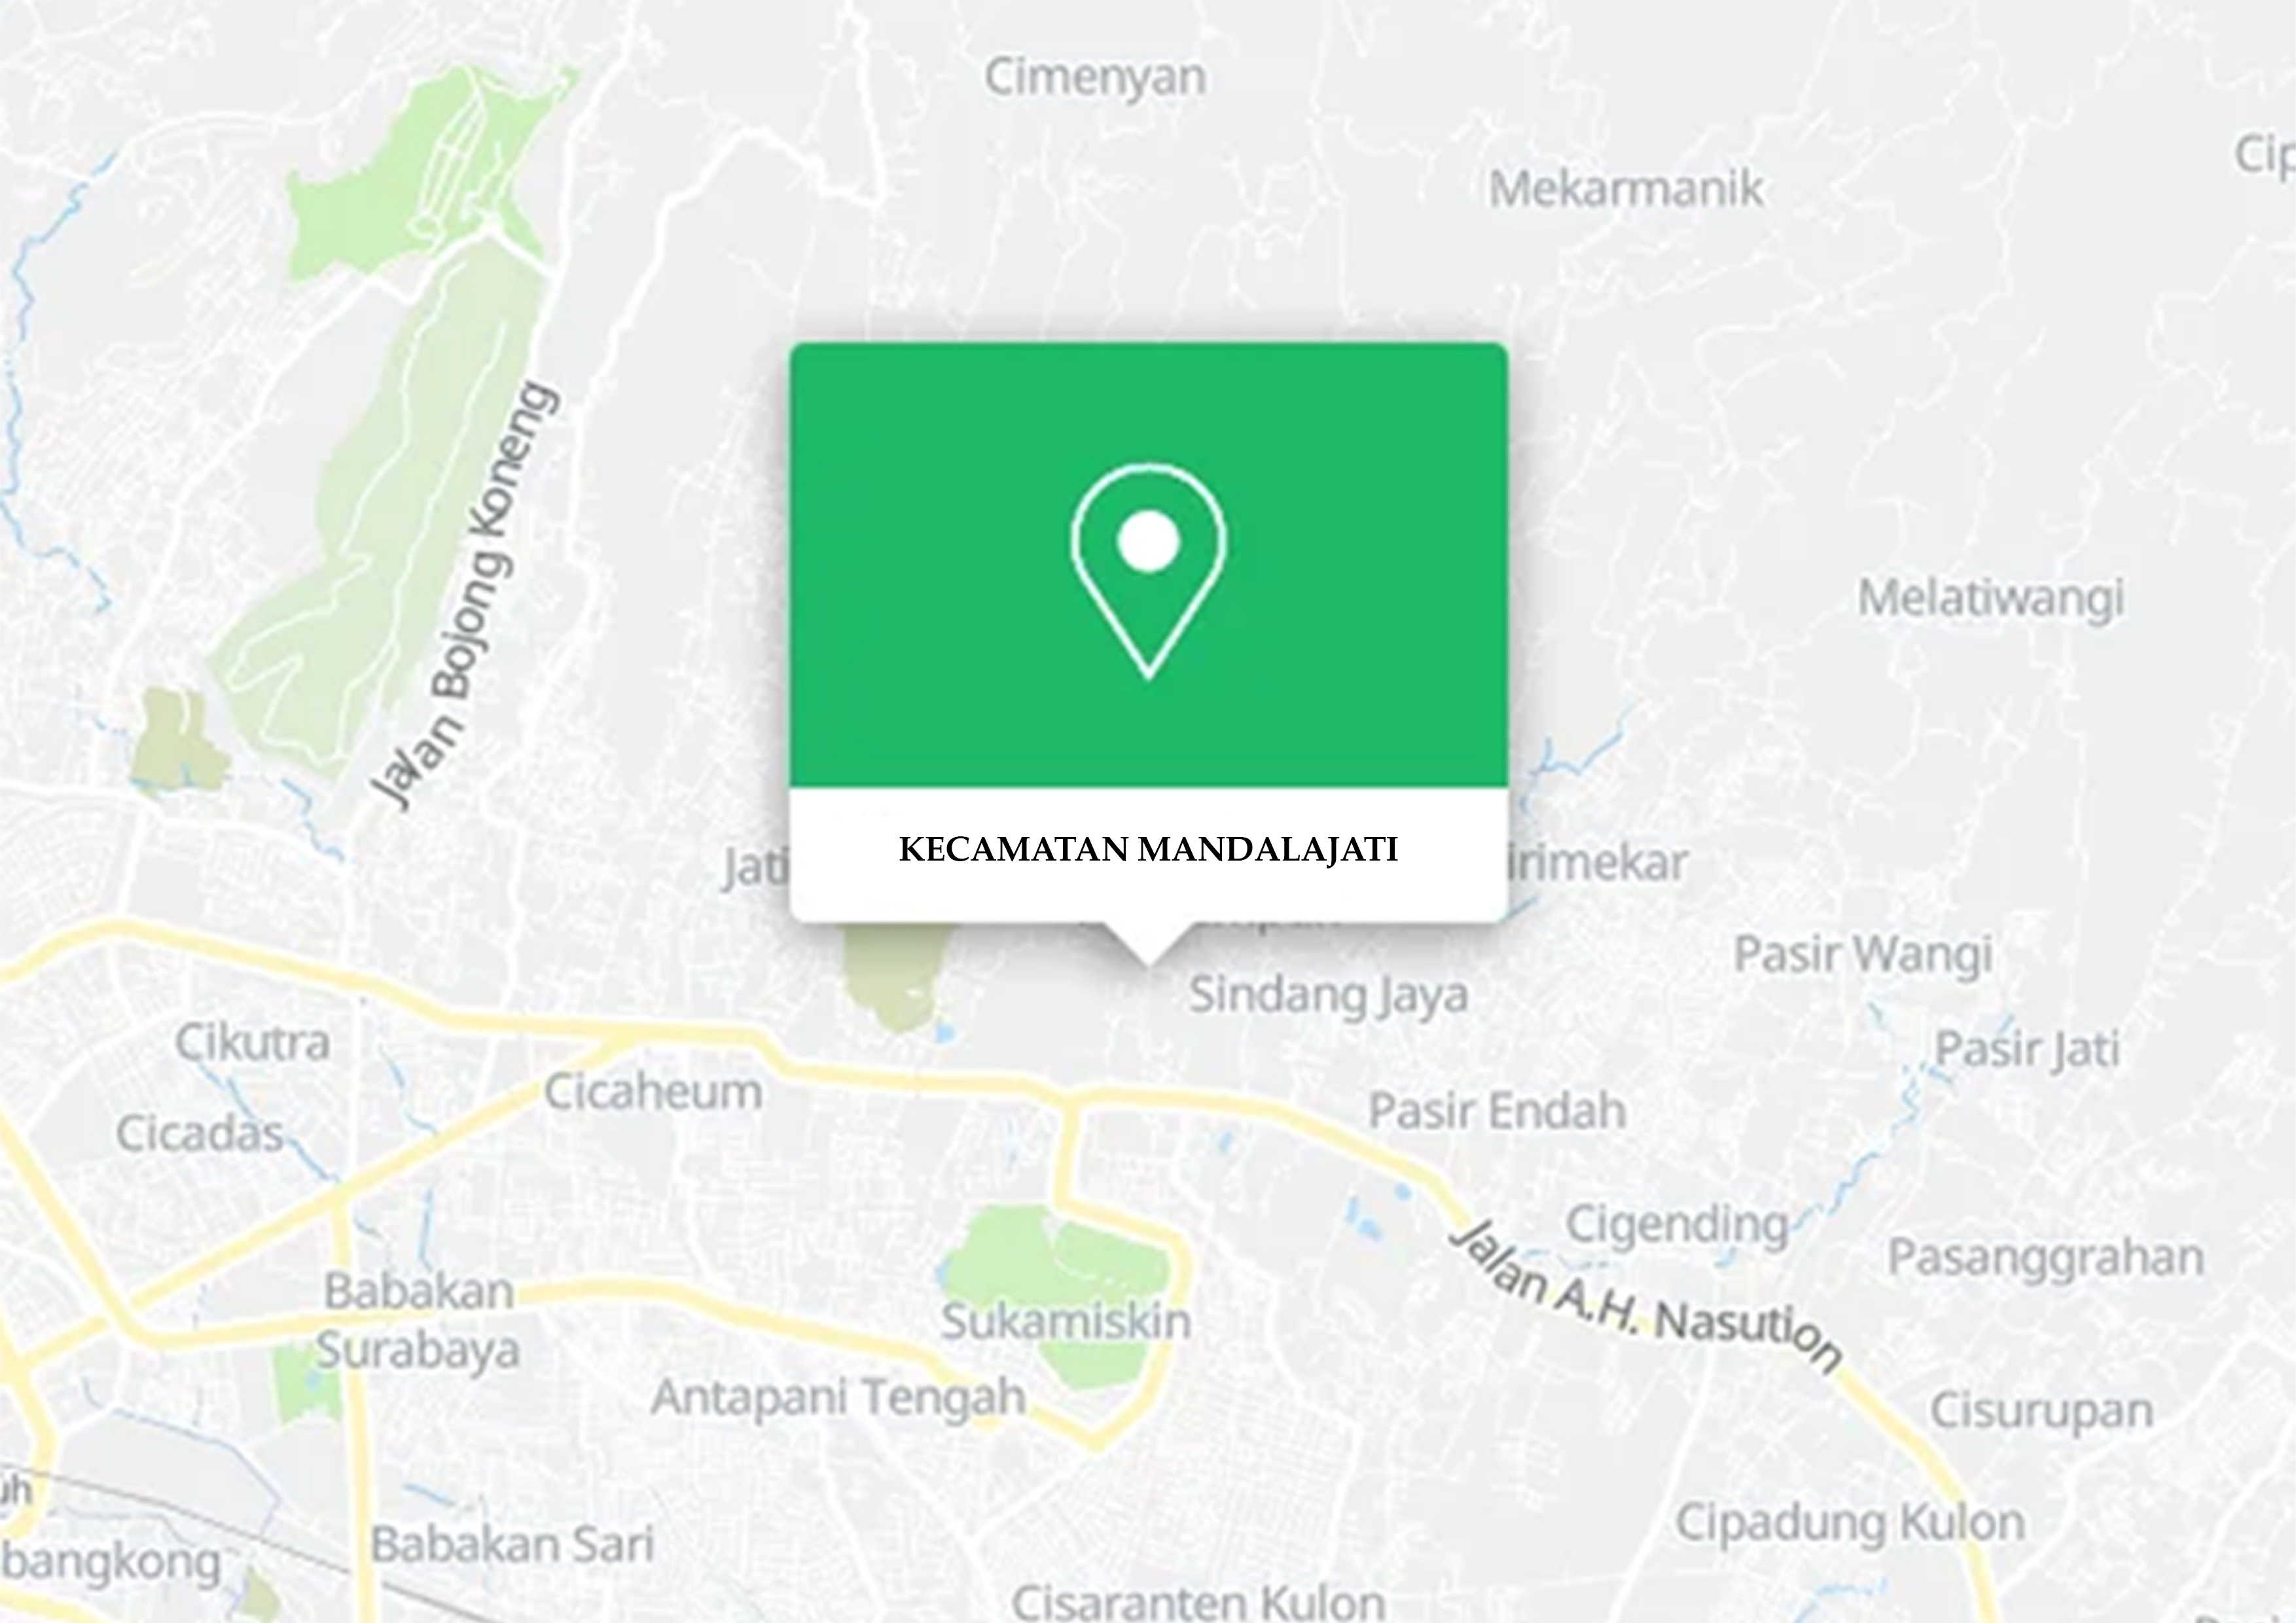 Cimenyan
Mekarmanik
Cip
Jalan Bojong Koneng
Melatiwangi
KECAMATAN MANDALAJATI
Jati
irimekar
Pasir Wangi
Sindang Jaya
Cikutra
Pasir Jati
Cicaheum
Pasir Endah
Cicadas
Cigending
Pasanggrahan
Jalan A.H. Nasution
Babakan
Surabaya
Sukamiskin
Antapani Tengah
Cisurupan
uh
Cipadung Kulon
bangkong
Babakan Sari
Cisaranten Kulon